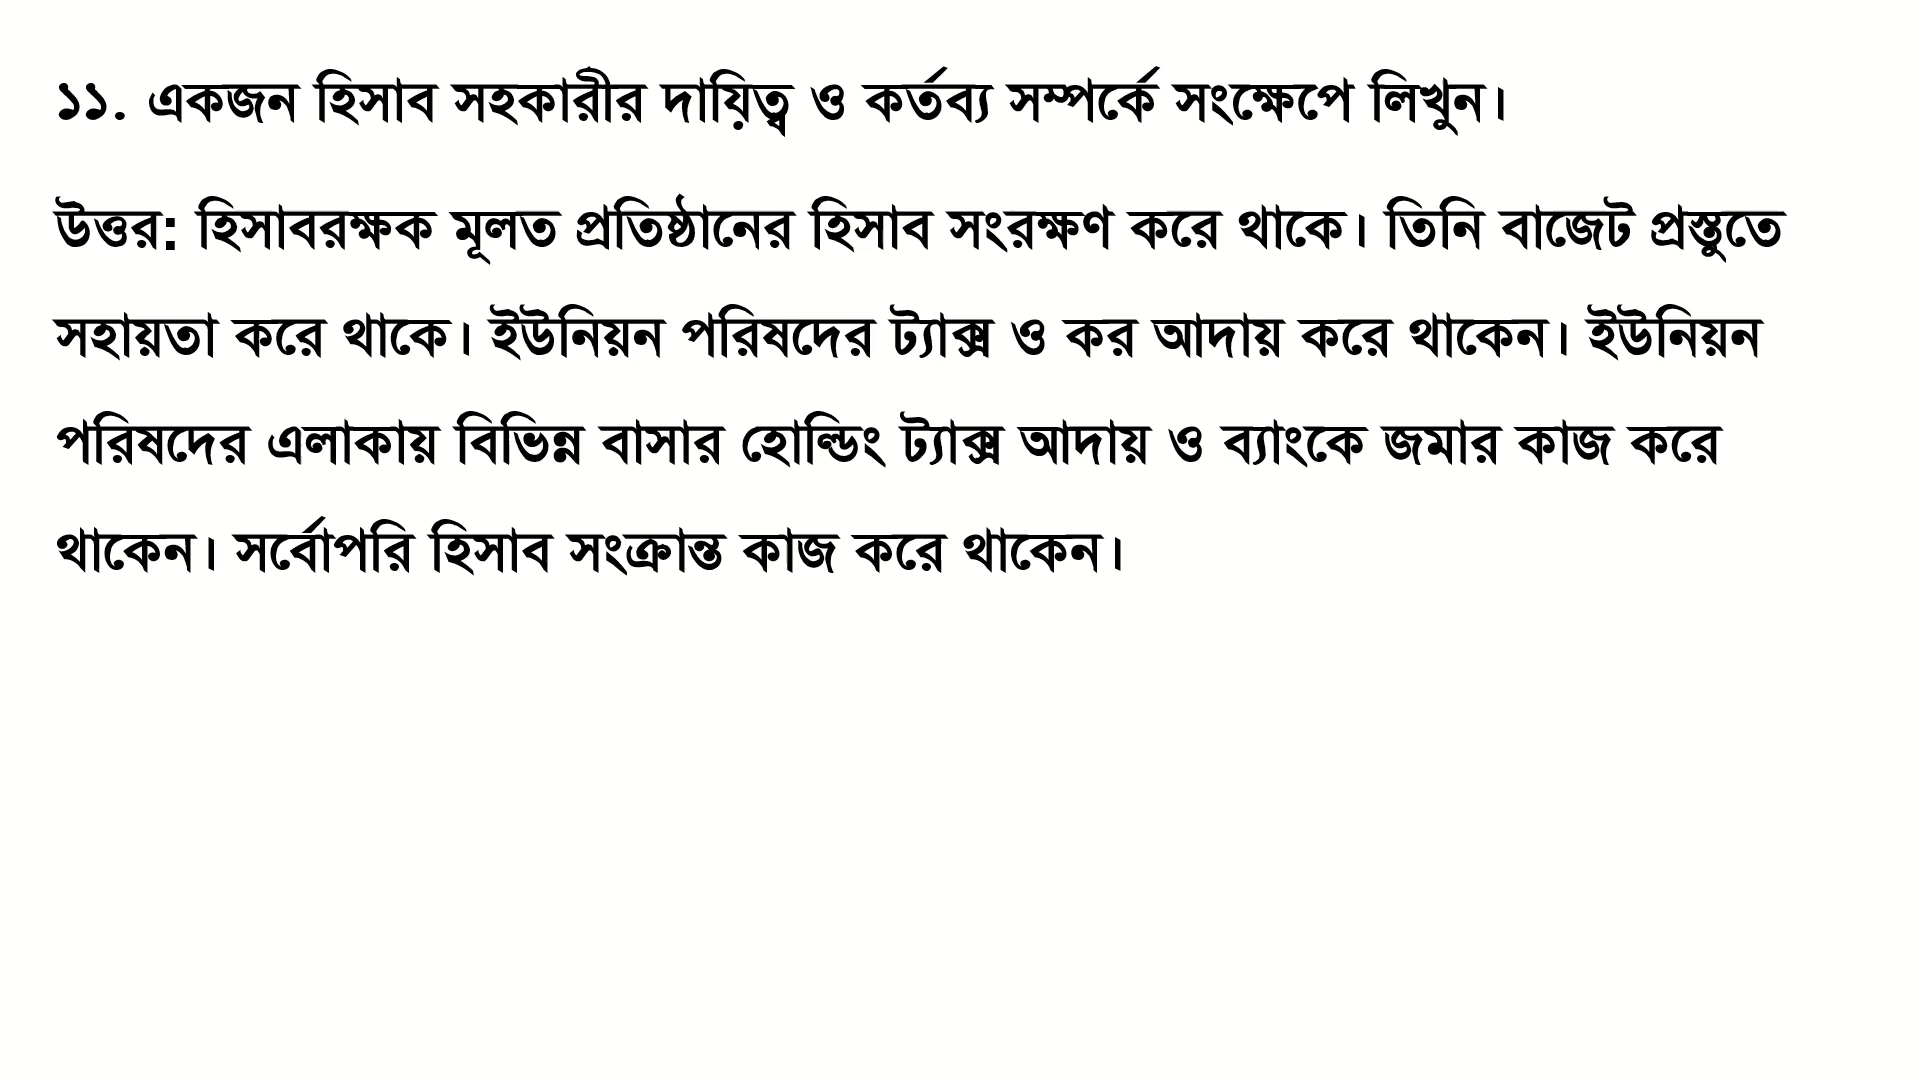 ১১. একজন হিসাব সহকারীর দায়িত্ব ও কর্তব্য সম্পর্কে সংক্ষেপে লিখুন।
উত্তর: হিসাবরক্ষক মূলত প্রতিষ্ঠানের হিসাব সংরক্ষণ করে থাকে। তিনি বাজেট প্রস্তুতে
সহায়তা করে থাকে। ইউনিয়ন পরিষদের ট্যাক্স ও কর আদায় করে থাকেন। ইউনিয়ন
পরিষদের এলাকায় বিভিন্ন বাসার হোল্ডিং ট্যাক্স আদায় ও ব্যাংকে জমার কাজ করে
থাকেন। সর্বোপরি হিসাব সংক্রান্ত কাজ করে থাকেন।